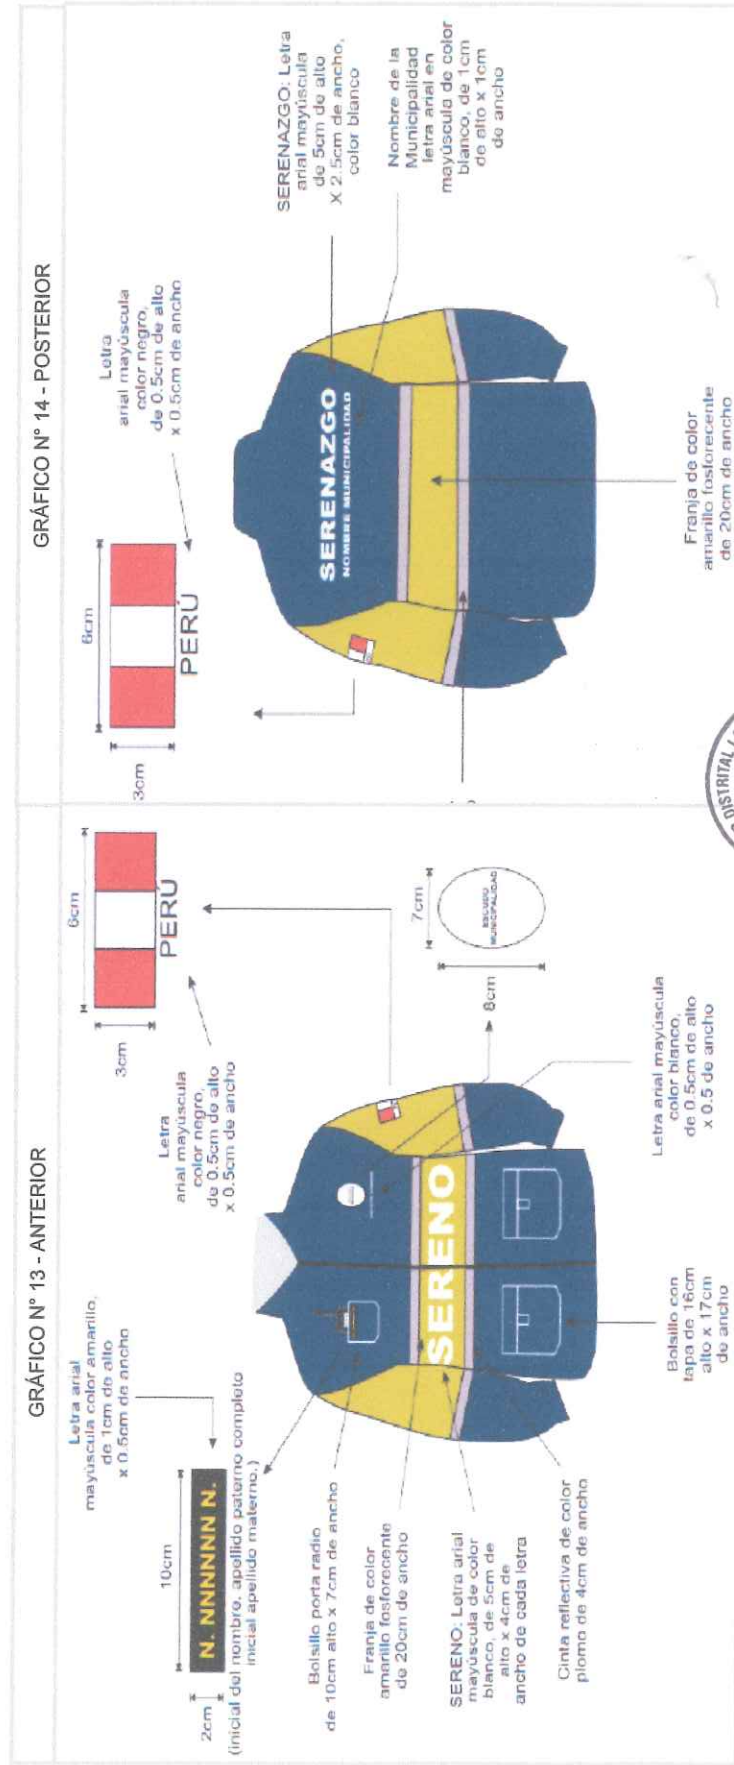 GRÁFICO N° 13 - ANTERIOR
Letra arial
mayúscula color amarillo,
de 1cm de alto
x 0.5cm de ancho
10cm
2cm
N. NNNNNN N.
(inicial del nombre, apellido paterno completo
inicial apellido materno.)
Bolsillo porta radio
de 10cm alto x 7cm de ancho
Franja de color
amarillo fosforecente
de 20cm de ancho
SERENO: Letra arial
mayúscula de color
blanco, de 5cm de
alto x 4cm de
ancho de cada letra
Cinta reflectiva de color
plomo de 4cm de ancho
Letra
arial mayúscula
color negro,
de 0.5cm de alto
x 0.5cm de ancho
6cm
3cm
PERÚ
SERENO
7cm
8cm
ESCUDO
MUNICIPALIDAD
Letra arial mayúscula
color blanco,
de 0.5cm de alto
x 0.5 de ancho
Bolsillo con
tapa de 16cm
alto x 17cm
de ancho
GRÁFICO N° 14 - POSTERIOR
6cm
3cm
PERÚ
Letra
arial mayúscula
color negro,
de 0.5cm de alto
x 0.5cm de ancho
SERENAZGO
NOMBRE MUNICIPALIDAD
SERENAZGO: Letra
arial mayúscula
de 5cm de alto
X 2.5cm de ancho,
color blanco
Nombre de la
Municipalidad
letra arial en
mayúscula de color
blanco, de 1cm
de alto x 1cm
de ancho
Franja de color
amarillo fosforecente
de 20cm de ancho
DISTRITAL